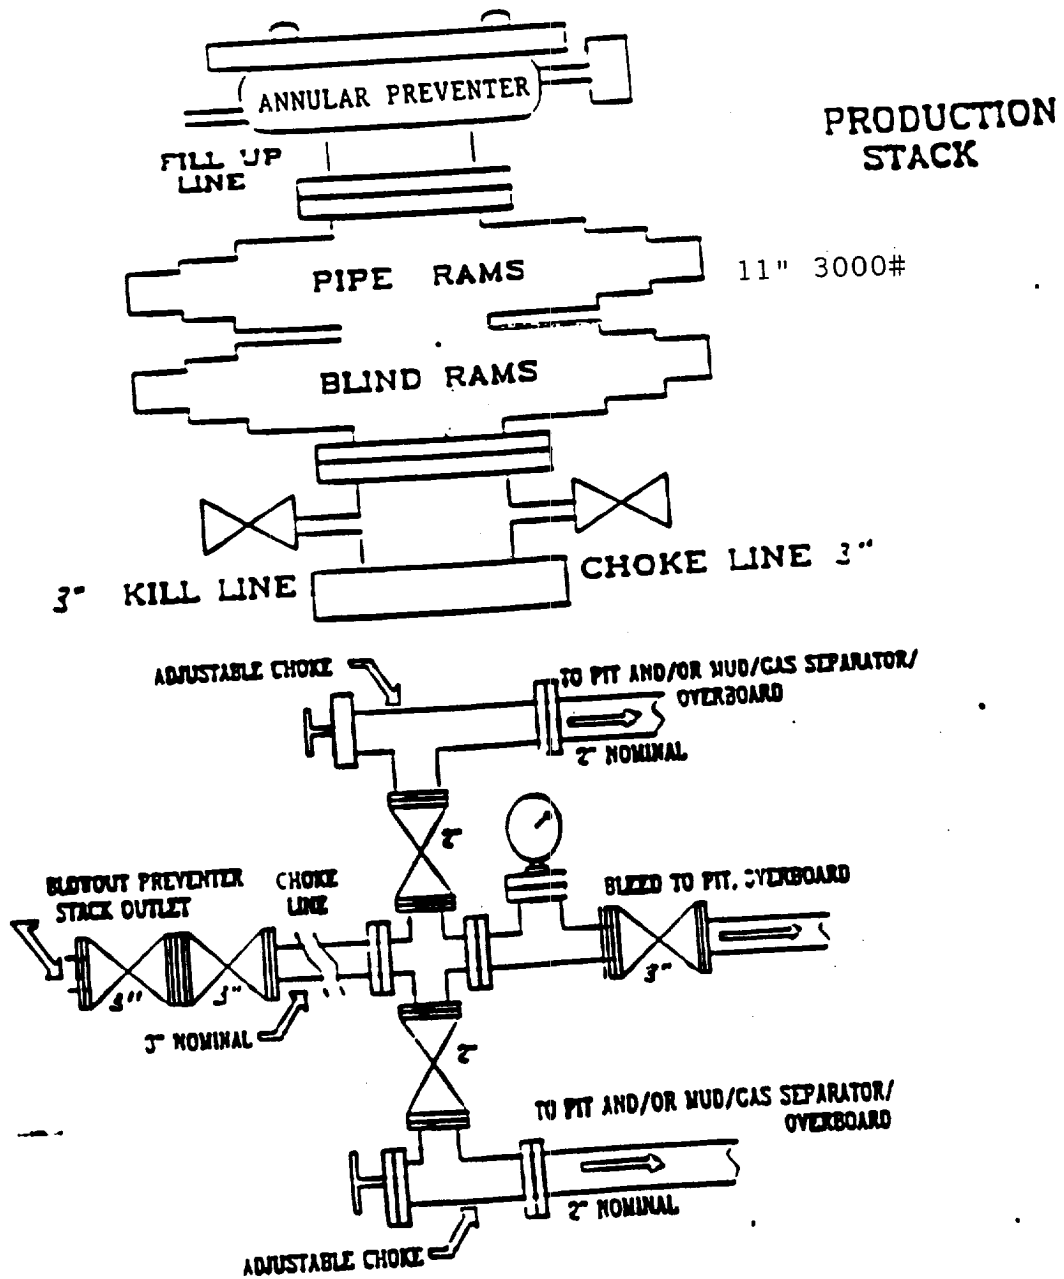 ANNULAR PREVENTER
PRODUCTION
STACK
FILL UP
LINE
PIPE RAMS
11" 3000#
BLIND RAMS
3" KILL LINE
CHOKE LINE 3"
ADJUSTABLE CHOKE
TO PIT AND/OR MUD/GAS SEPARATOR/
OVERBOARD
2" NOMINAL
2"
BLOWOUT PREVENTER
STACK OUTLET
CHOKE
LINE
BLEED TO PIT, OVERBOARD
3"
3"
3"
3" NOMINAL
2"
TO PIT AND/OR MUD/GAS SEPARATOR/
OVERBOARD
2" NOMINAL
ADJUSTABLE CHOKE